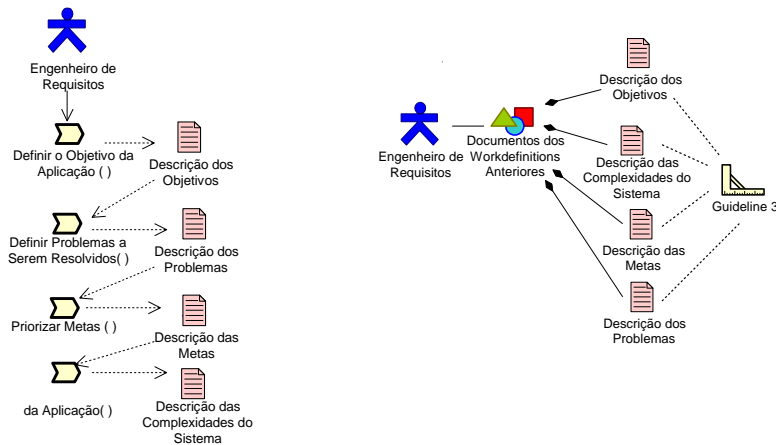 Engenheiro de
Requisitos
Definir o Objetivo da
Aplicação ( )
Descrição dos
Objetivos
Definir Problemas a
Serem Resolvidos( )
Descrição dos
Problemas
Priorizar Metas ( )
Descrição das
Metas
da Aplicação( )
Descrição das
Complexidades do
Sistema
Descrição dos
Objetivos
Engenheiro de
Requisitos
Documentos dos
Workdefinitions
Anteriores
Descrição das
Complexidades do
Sistema
Guideline 3
Descrição das
Metas
Descrição dos
Problemas